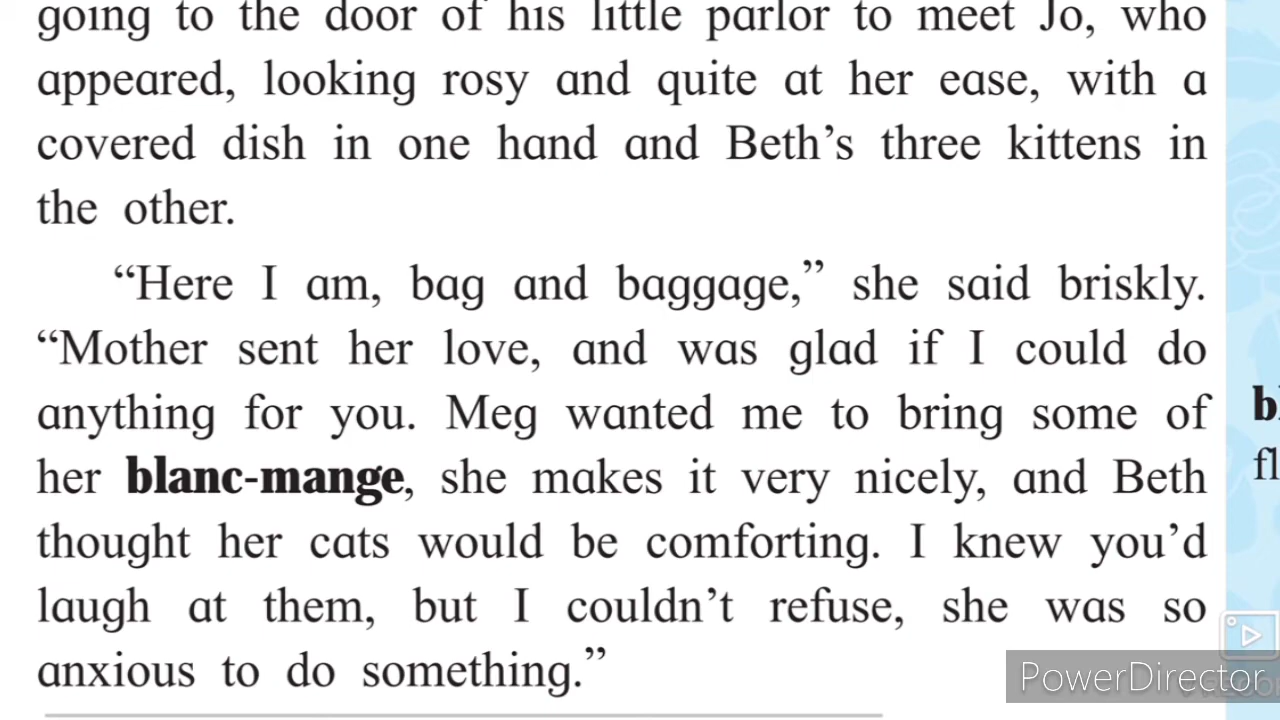 going to the door of his little parlor to meet Jo, who
appeared, looking rosy and quite at her ease, with a
covered dish in one hand and Beth’s three kittens in
the other.
“Here I am, bag and baggage,” she said briskly.
“Mother sent her love, and was glad if I could do
anything for you. Meg wanted me to bring some of
her blanc-mange, she makes it very nicely, and Beth
thought her cats would be comforting. I knew you’d
laugh at them, but I couldn’t refuse, she was so
anxious to do something.”
PowerDirector